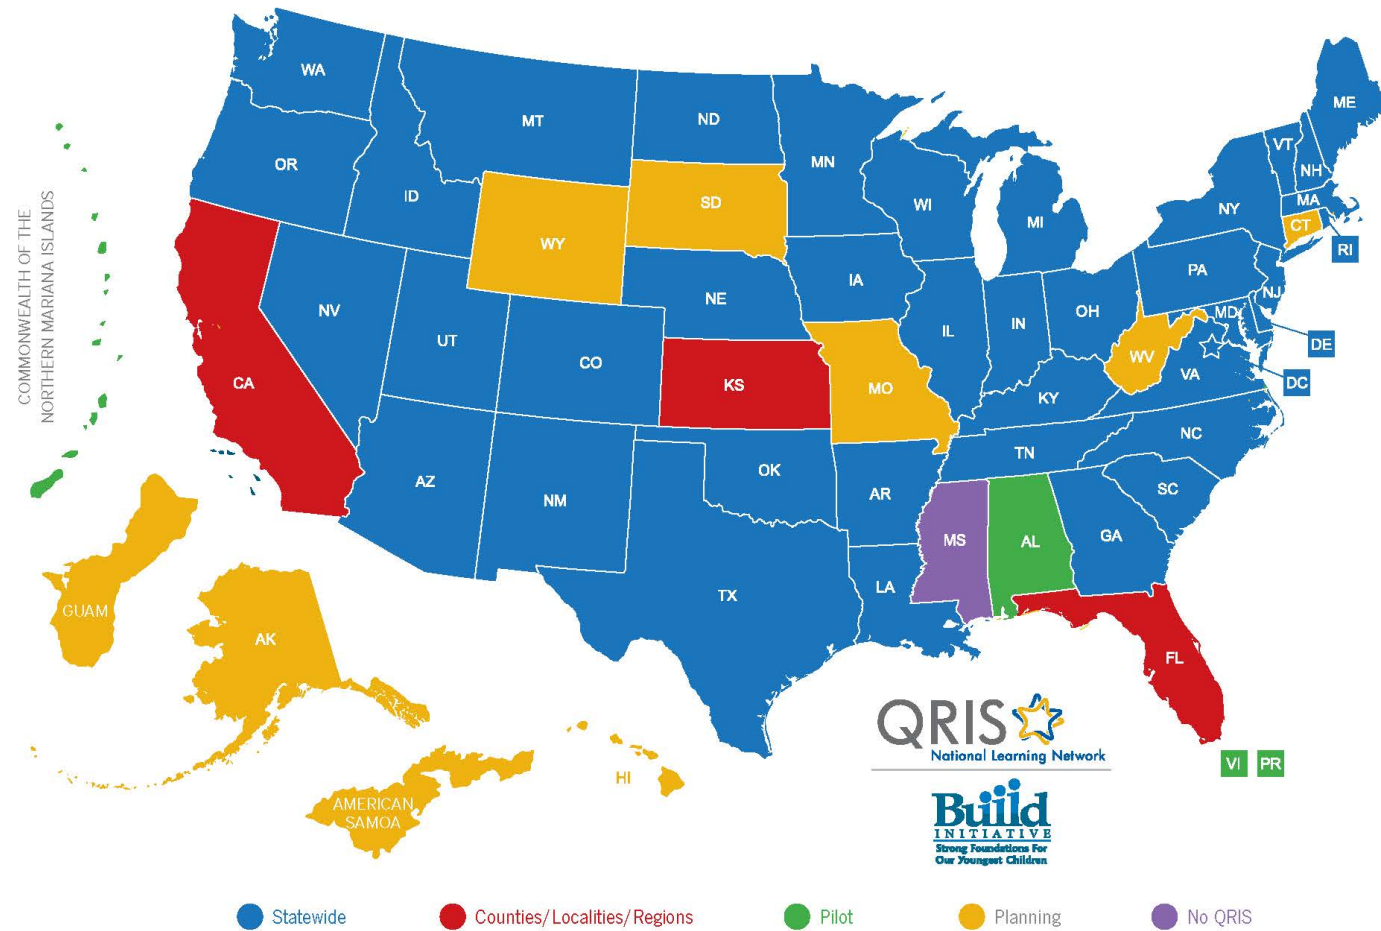 WA
MT
ND
MN
ME
OR
ID
SD
WI
MI
VT
NH
NY
MA
CT
RI
WY
COMMONWEALTH OF THE
NORTHERN MARIANA ISLANDS
NV
UT
CO
NE
IA
IL
IN
OH
PA
NJ
MD
DE
WV
VA
DC
CA
KS
MO
KY
NC
TN
AZ
NM
OK
AR
SC
MS
AL
GA
TX
LA
FL
GUAM
AK
HI
AMERICAN
SAMOA
VI
PR
QRIS
National Learning Network
Build
INITIATIVE
Strong Foundations For
Our Youngest Children
Statewide
Counties/Localities/Regions
Pilot
Planning
No QRIS